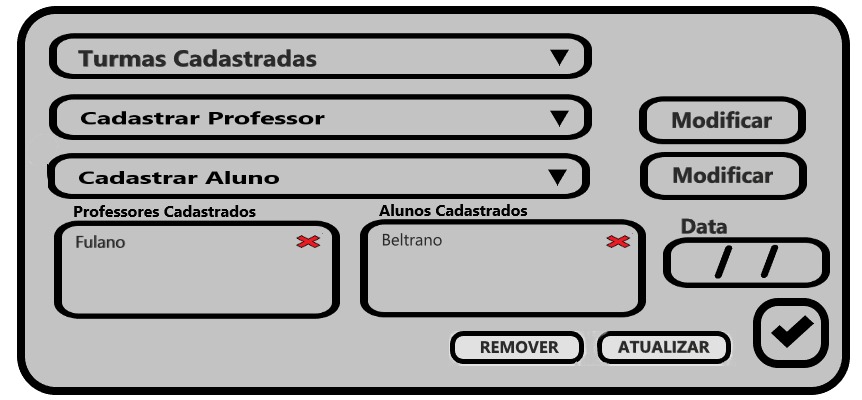 Turmas Cadastradas
Cadastrar Professor
Modificar
Cadastrar Aluno
Modificar
Professores Cadastrados
Alunos Cadastrados
Fulano
Beltrano
Data
/ /
REMOVER
ATUALIZAR